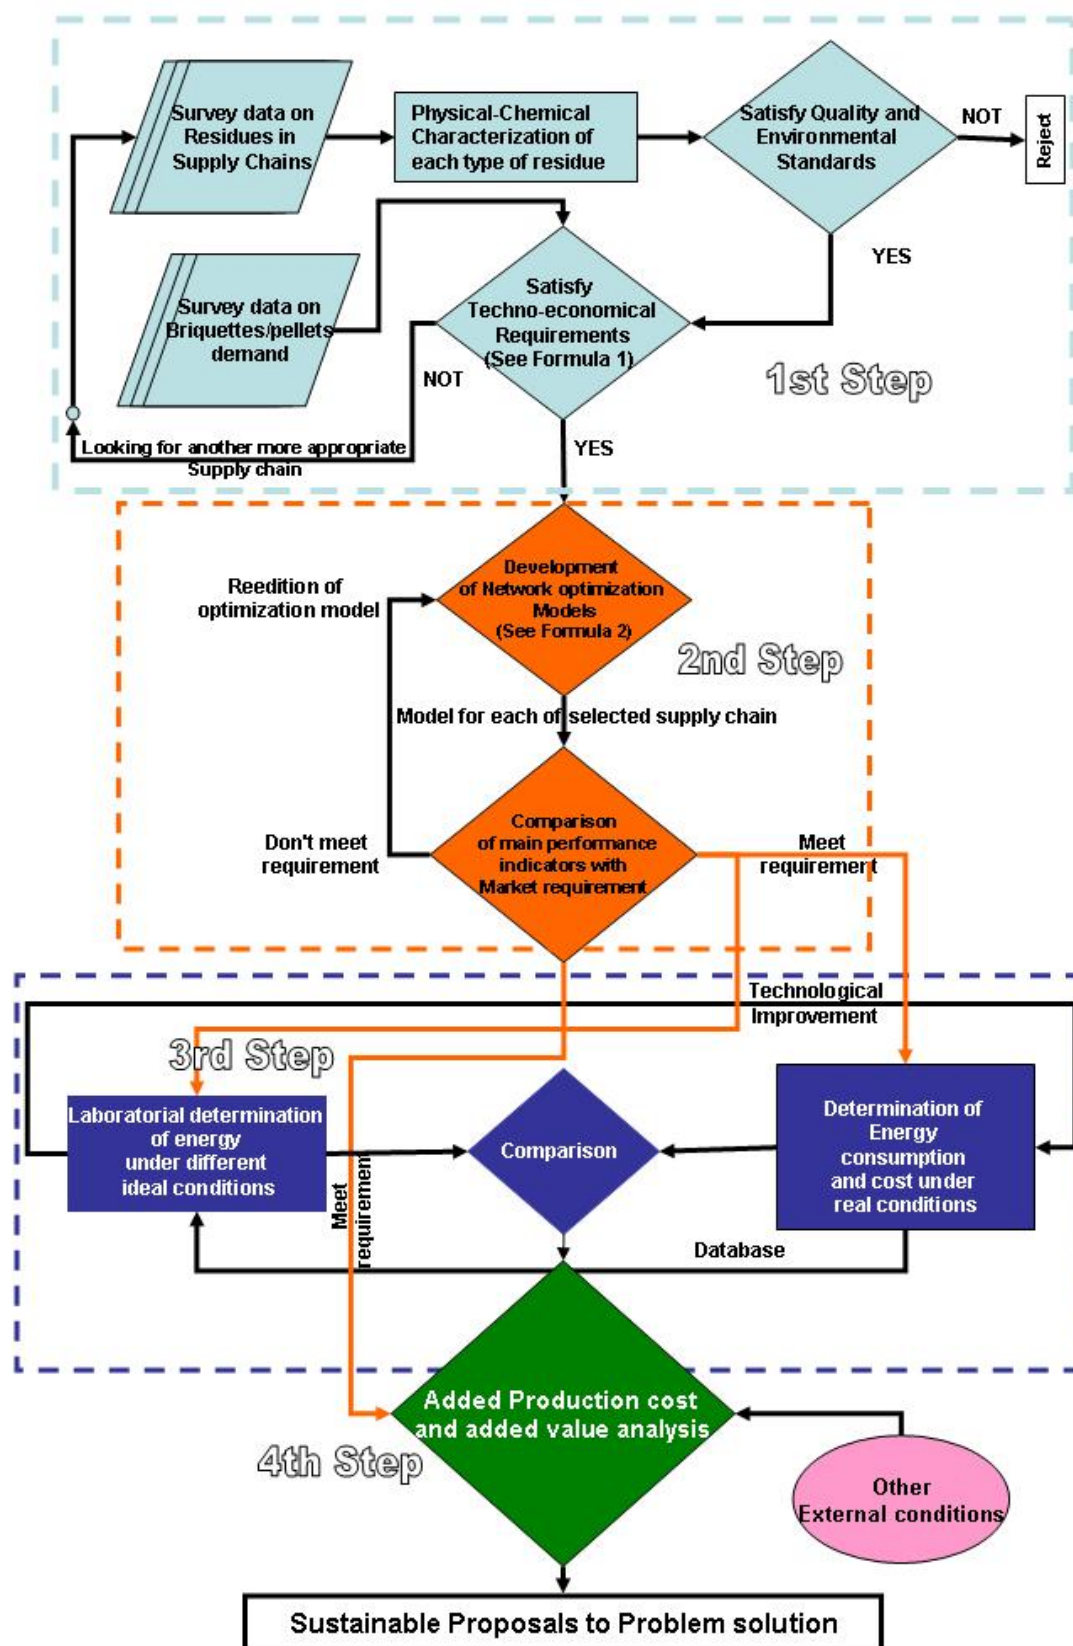 Survey data on
Residues in
Supply Chains
Physical-Chemical
Characterization of
each type of residue
Satisfy Quality and
Environmental
Standards
NOT
Reject
YES
Survey data on
Briquettes/pellets
demand
Satisfy
Techno-economical
Requirements
(See Formula 1)
NOT
1st Step
Looking for another more appropriate
Supply chain
YES
Development
of Network optimization
Models
(See Formula 2)
Reedition of
optimization model
2nd Step
Model for each of selected supply chain
Comparison
of main performance
indicators with
Market requirement
Don't meet
requirement
Meet
requirement
Technological
Improvement
3rd Step
Laboratorial determination
of energy
under different
ideal conditions
Comparison
Determination of
Energy
consumption
and cost under
real conditions
Meet
requirement
Database
Added Production cost
and added value analysis
4th Step
Other
External conditions
Sustainable Proposals to Problem solution